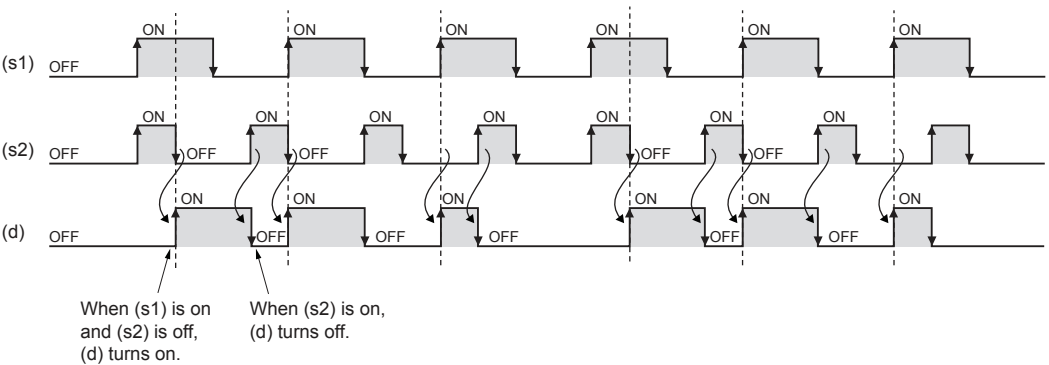 ON ON ON ON ON ON
(s1) OFF
ON ON ON ON ON ON ON ON
(s2) OFF OFF OFF OFF OFF
ON ON ON ON ON ON
(d) OFF OFF OFF OFF OFF OFF
When (s1) is on
and (s2) is off,
(d) turns on.
When (s2) is on,
(d) turns off.